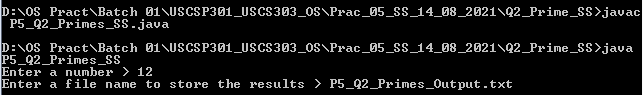 D:\OS Pract\Batch 01\USCSP301_USCS303_OS\Prac_05_SS_14_08_2021\Q2_Prime_SS>javac
P5_Q2_Primes_SS.java
D:\OS Pract\Batch 01\USCSP301_USCS303_OS\Prac_05_SS_14_08_2021\Q2_Prime_SS>java
P5_Q2_Primes_SS
Enter a number > 12
Enter a file name to store the results > P5_Q2_Primes_Output.txt